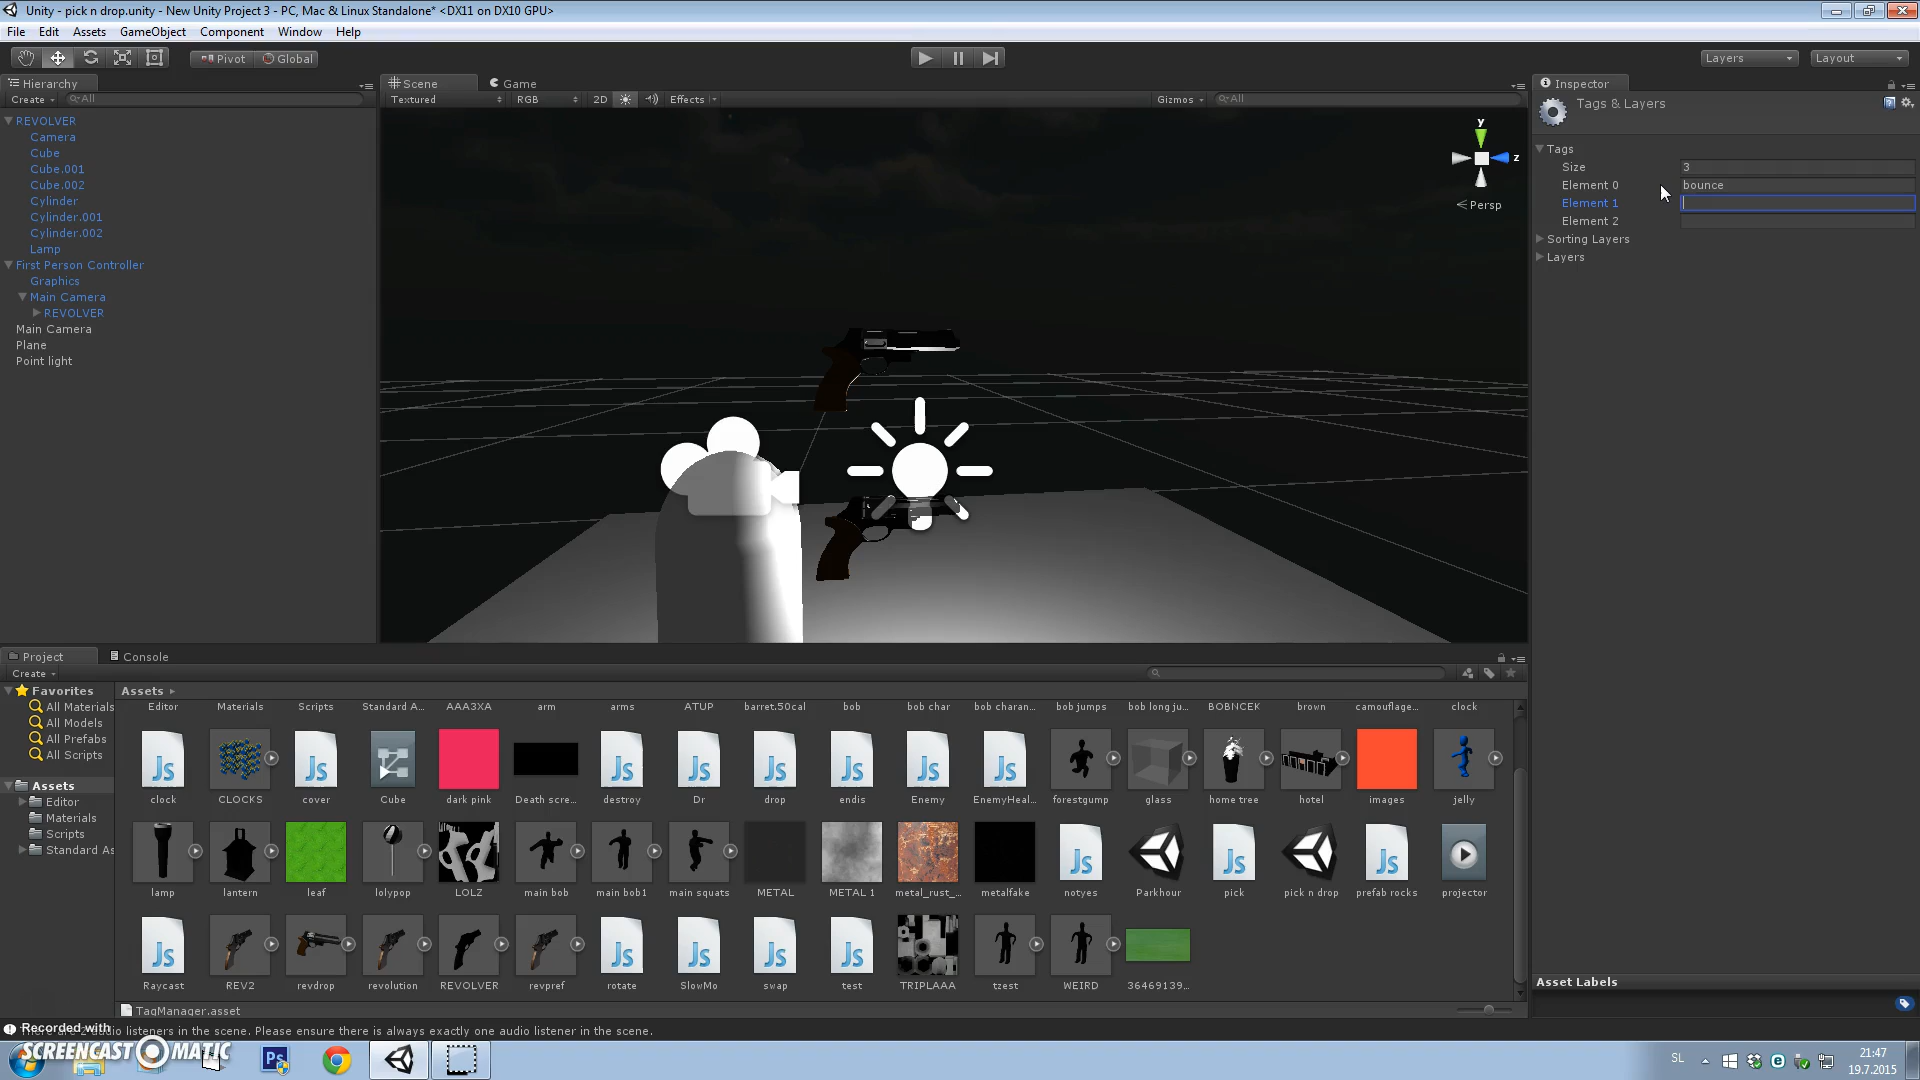 Unity - pick n drop.unity - New Unity Project 3 - PC, Mac & Linux Standalone* <DX11 on DX10 GPU>
File Edit Assets GameObject Component Window Help
Pivot Global Layers Layout
Hierarchy
Create All
REVOLVER
Camera
Cube
Cube.001
Cube.002
Cylinder
Cylinder.001
Cylinder.002
Lamp
First Person Controller
Graphics
Main Camera
REVOLVER
Main Camera
Plane
Point light
Scene Game
Textured RGB 2D Effects Gizmos All
y
z
Persp
Inspector
Tags & Layers
Tags
Size 3
Element 0 bounce
Element 1
Element 2
Sorting Layers
Layers
Asset Labels
Project Console
Create
Favorites
All Materials
All Models
All Prefabs
All Scripts
Assets
Editor
Materials
Scripts
Standard As
Assets
Editor Materials Scripts Standard A... AAA3XA arm arms ATUP barret.50cal bob bob char bob charan... bob jumps bob long ju... BOBNCEK brown camouflage... clock
clock CLOCKS cover Cube dark pink Death scre... destroy Dr drop endis Enemy EnemyHeal... forestgump glass home tree hotel images jelly
lamp lantern leaf lolypop LOLZ main bob main bob1 main squats METAL METAL 1 metal_rust_... metalfake notyes Parkhour pick pick n drop prefab rocks projector
Raycast REV2 revdrop revolution REVOLVER revpref rotate SlowMo swap test TRIPLAAA tzest WEIRD 36469139...
TagManager.asset
There are 2 audio listeners in the scene. Please ensure there is always exactly one audio listener in the scene.
Recorded with
SCREENCAST MATIC
Ps
SL
21:47
19.7.2015